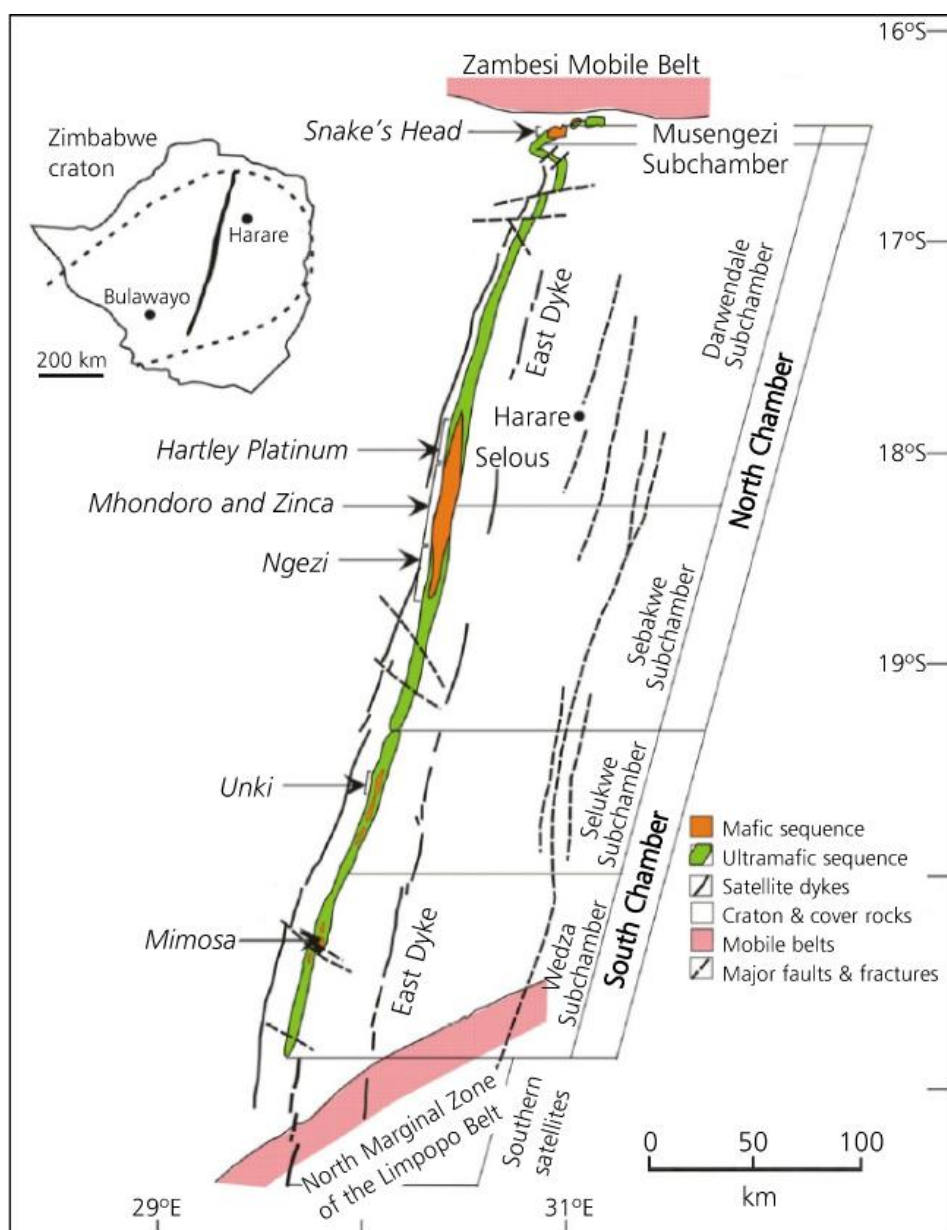 16°S
Zambesi Mobile Belt
Snake's Head
Musengezi
Subchamber
Zimbabwe
craton
Harare
Bulawayo
200 km
17°S
Darwendale
Subchamber
East Dyke
Harare
Hartley Platinum
Selous
18°S
North Chamber
Mhondoro and Zinca
Ngezi
Sebakwe
Subchamber
19°S
Unki
Selukwe
Subchamber
South Chamber
Mafic sequence
Ultramafic sequence
Satellite dykes
Craton & cover rocks
Mobile belts
Major faults & fractures
Mimosa
East Dyke
Wedza
Subchamber
North Marginal Zone
of the Limpopo Belt
Southern
satellites
0 50 100
km
29°E 31°E